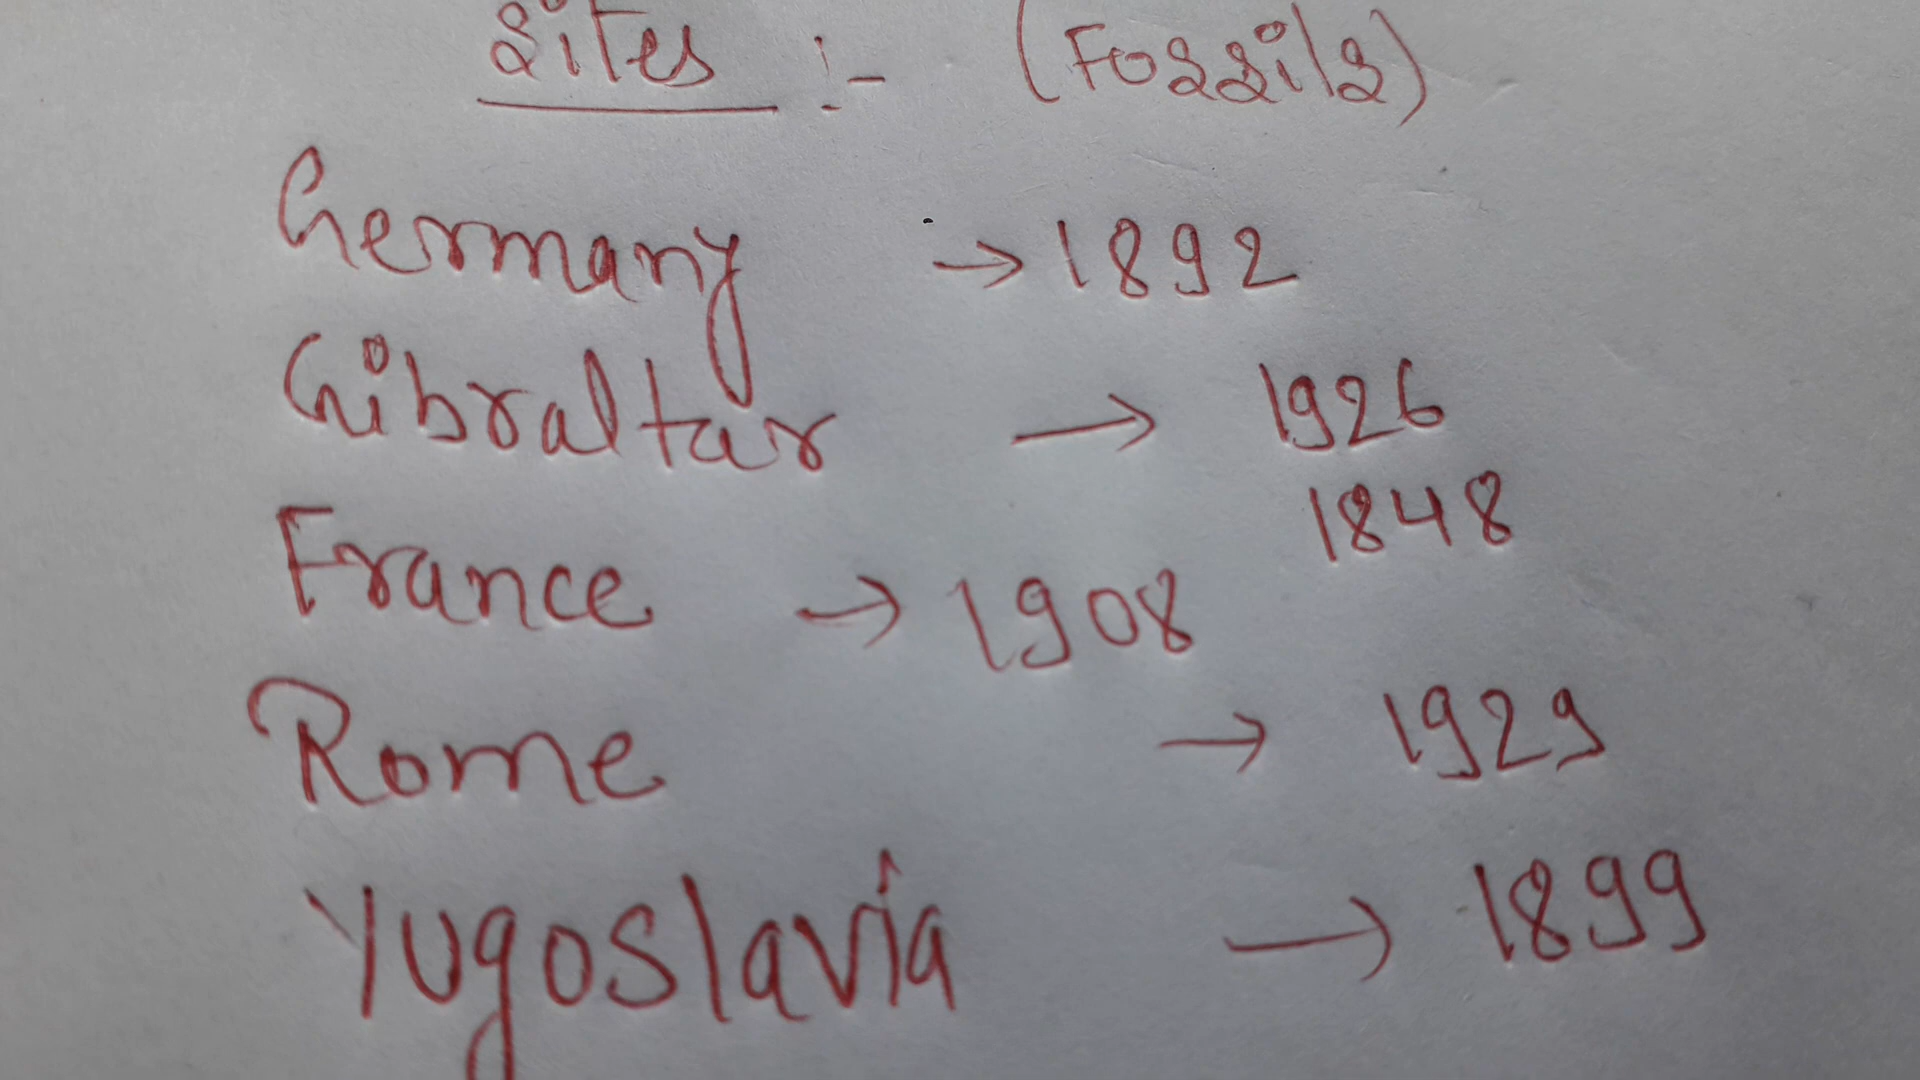 Sites :- (Fossils)
Germany → 1892
Gibraltar → 1926
1848
France → 1908
Rome → 1929
Yugoslavia → 1899